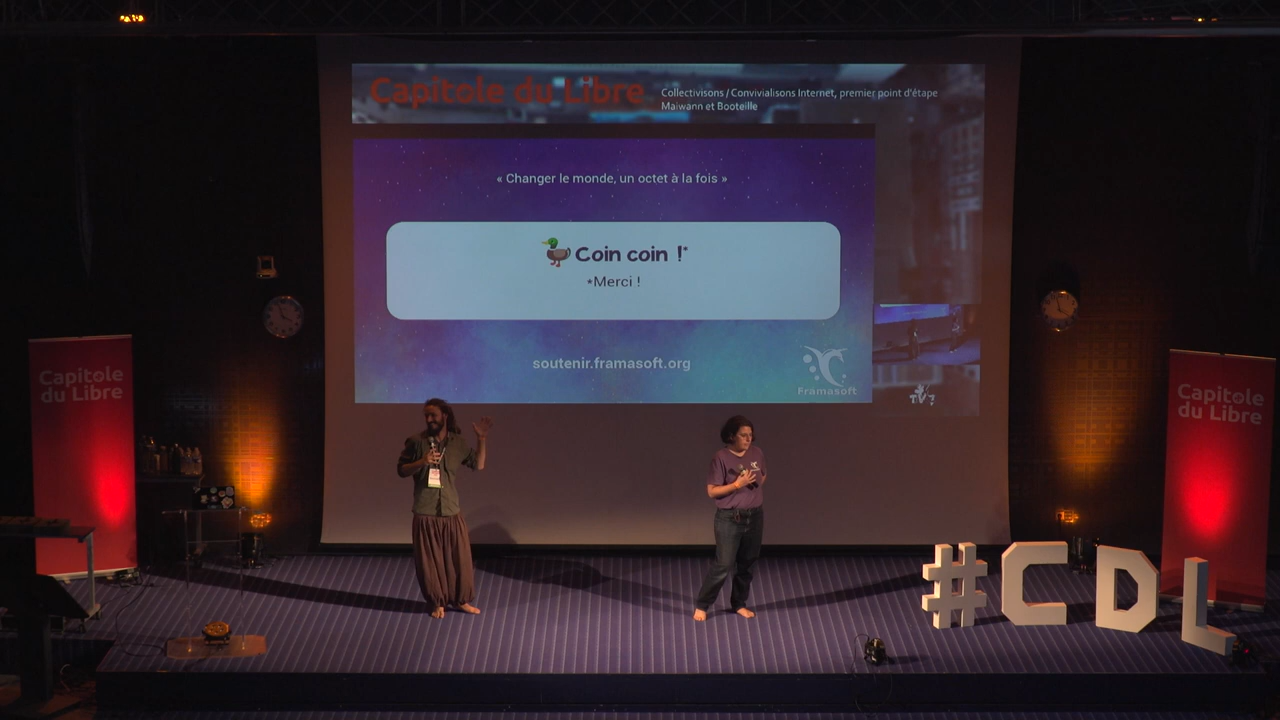 Capitole du Libre
Collectivisons / Convivialisons Internet, premier point d'étape
Maiwann et Booteille
« Changer le monde, un octet à la fois »
Coin coin !*
*Merci !
soutenir.framasoft.org
Framasoft
Capitole
du Libre
Capitole
du Libre
#CDL